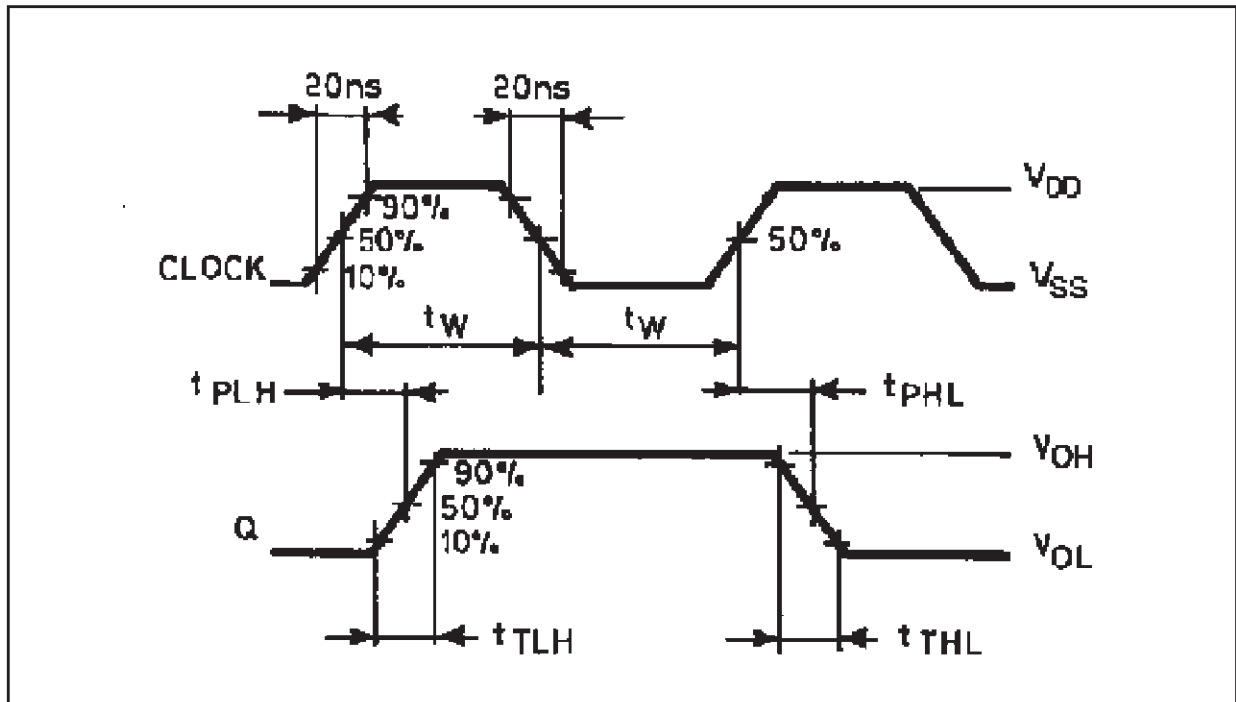 20ns 20ns
VDD
90%
50% 50%
CLOCK 10%
VSS
tW tW
tPLH tPHL
VOH
90%
50%
Q 10%
VOL
tTLH tTHL